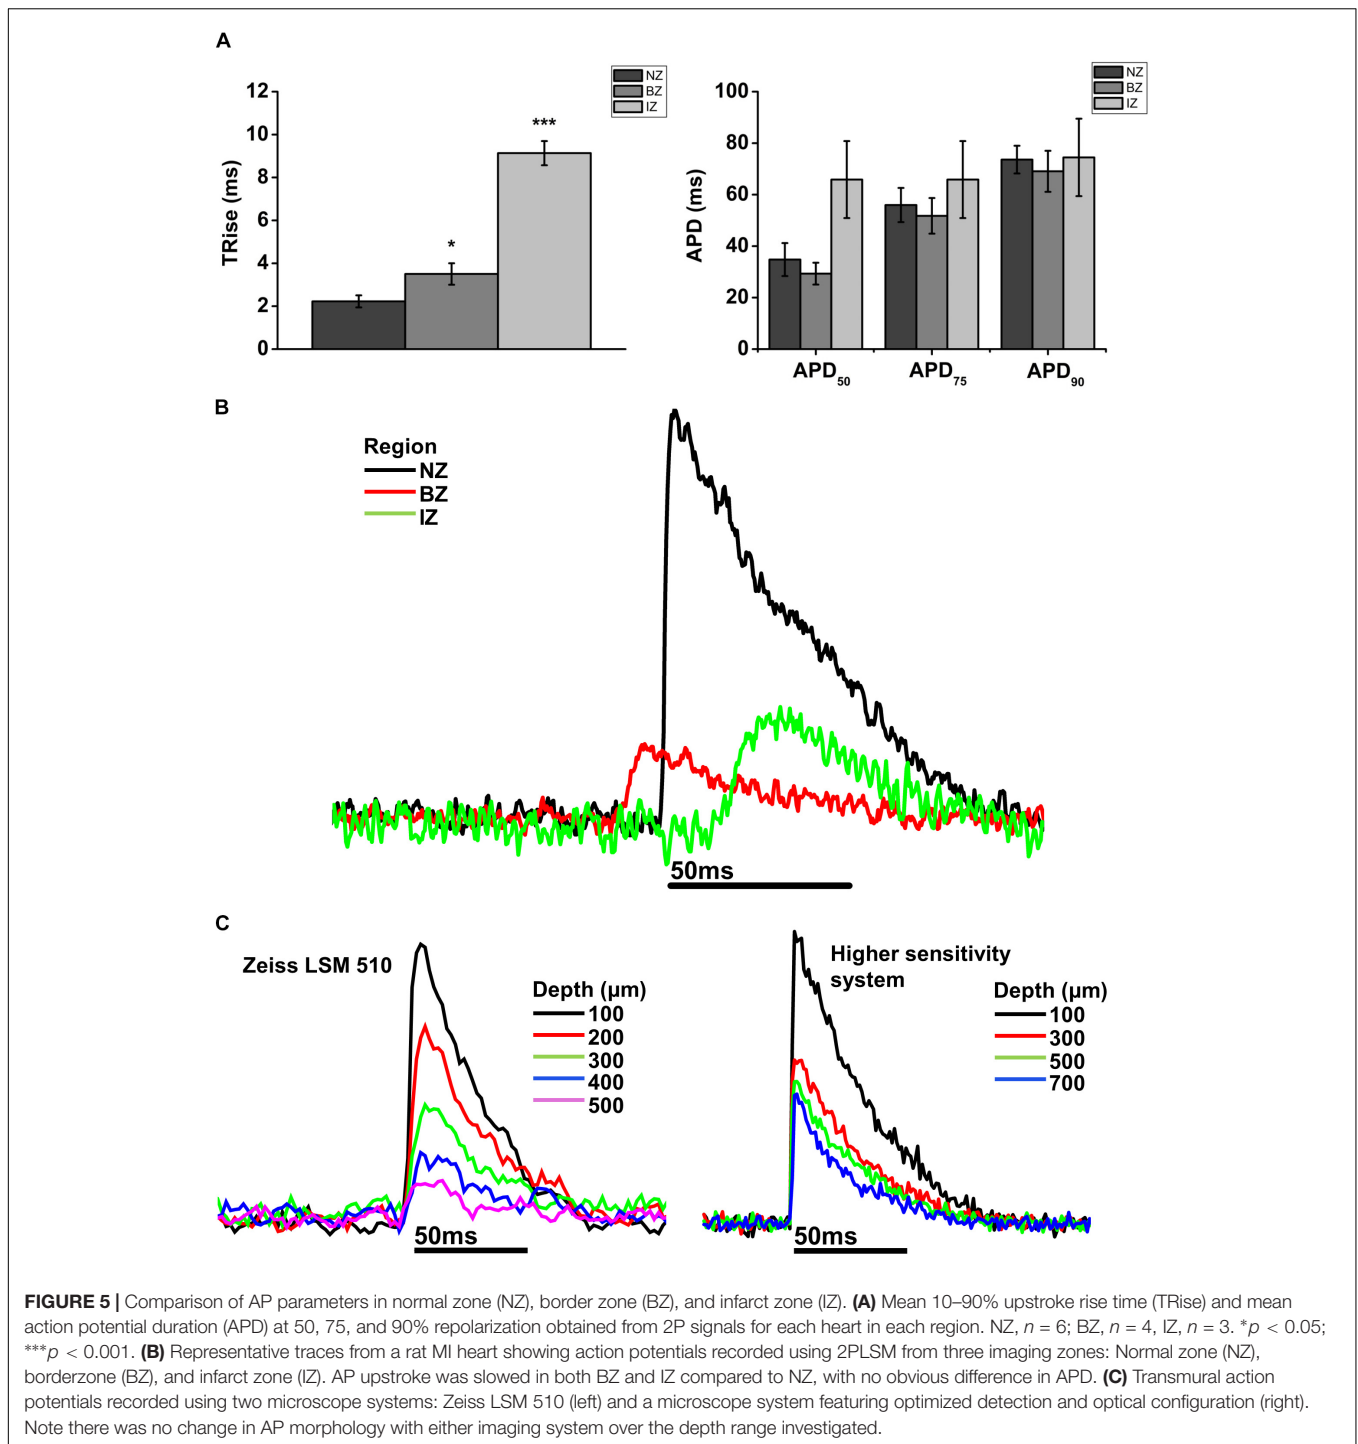 A
NZ
BZ
IZ
12
10
8
6
4
2
0
TRise (ms)
*
***
NZ
BZ
IZ
100
80
60
40
20
0
APD (ms)
APD50
APD75
APD90
B
Region
NZ
BZ
IZ
50ms
C
Zeiss LSM 510
Depth (µm)
100
200
300
400
500
50ms
Higher sensitivity
system
Depth (µm)
100
300
500
700
50ms
FIGURE 5 | Comparison of AP parameters in normal zone (NZ), border zone (BZ), and infarct zone (IZ). (A) Mean 10–90% upstroke rise time (TRise) and mean
action potential duration (APD) at 50, 75, and 90% repolarization obtained from 2P signals for each heart in each region. NZ, n = 6; BZ, n = 4, IZ, n = 3. *p < 0.05;
***p < 0.001. (B) Representative traces from a rat MI heart showing action potentials recorded using 2PLSM from three imaging zones: Normal zone (NZ),
borderzone (BZ), and infarct zone (IZ). AP upstroke was slowed in both BZ and IZ compared to NZ, with no obvious difference in APD. (C) Transmural action
potentials recorded using two microscope systems: Zeiss LSM 510 (left) and a microscope system featuring optimized detection and optical configuration (right).
Note there was no change in AP morphology with either imaging system over the depth range investigated.